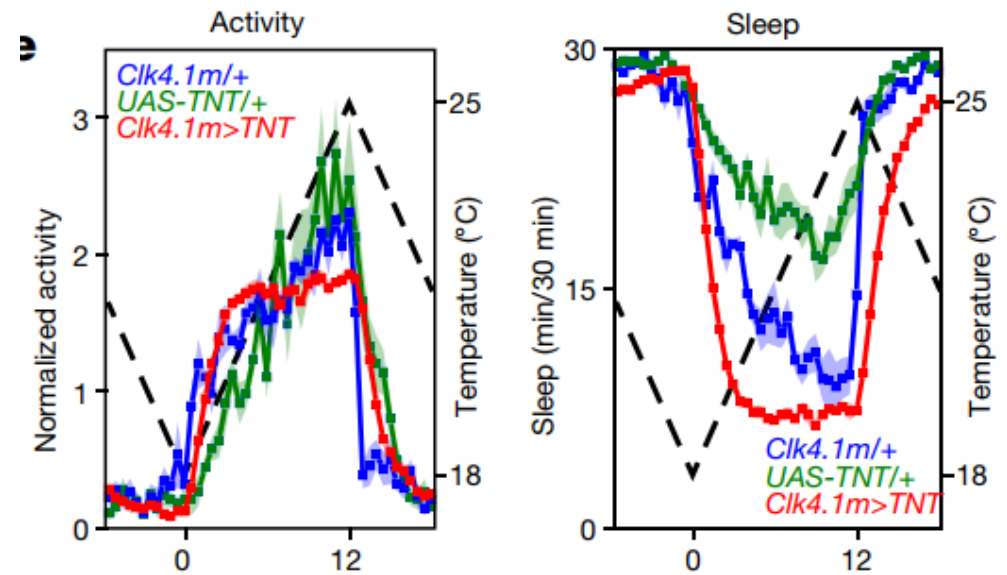 e
Activity
Clk4.1m/+
UAS-TNT/+
Clk4.1m>TNT
Normalized activity
3
2
1
0
0
12
25
18
Temperature (°C)
Sleep
Sleep (min/30 min)
30
15
0
0
12
25
18
Temperature (°C)
Clk4.1m/+
UAS-TNT/+
Clk4.1m>TNT